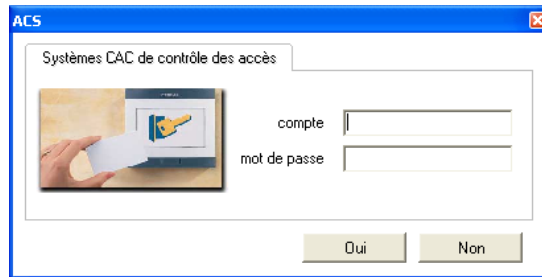 ACS
Systèmes CAC de contrôle des accès
compte
mot de passe
Oui
Non